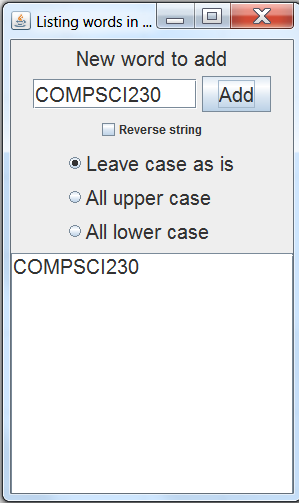 Listing words in ...
New word to add
COMPSCI230 Add
Reverse string
Leave case as is
All upper case
All lower case
COMPSCI230